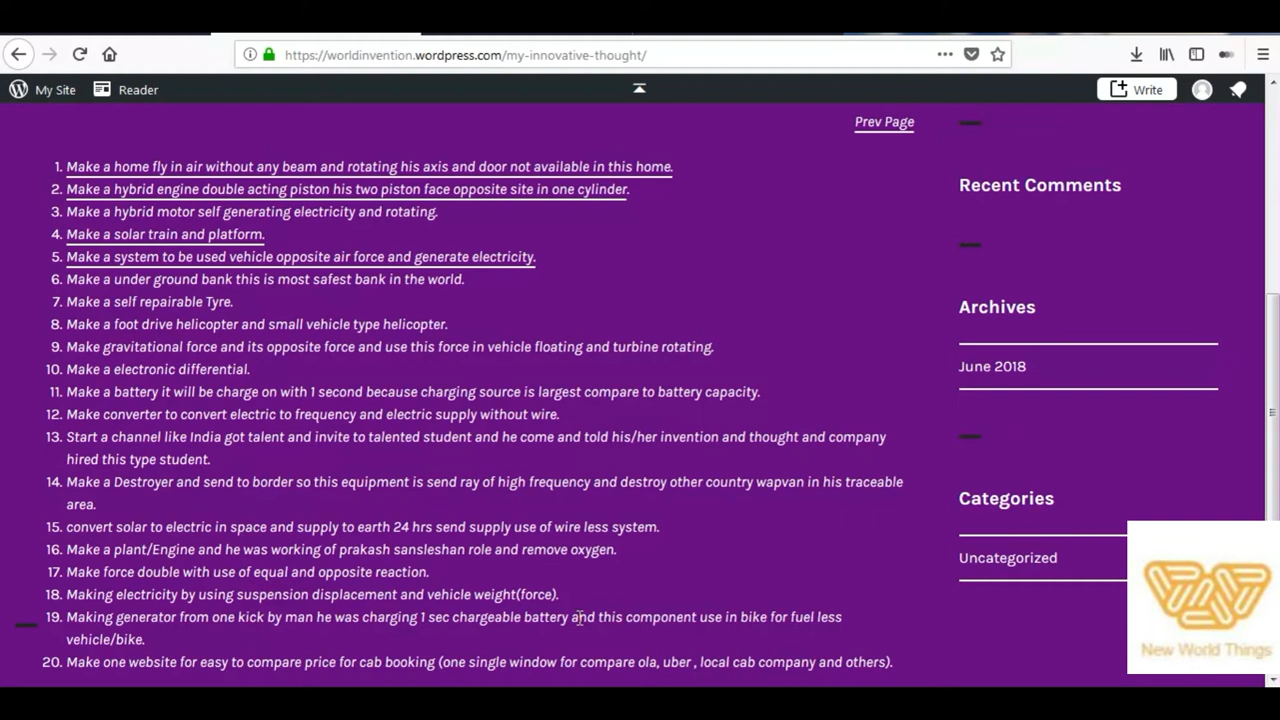 https://worldinvention.wordpress.com/my-innovative-thought/
My Site
Reader
Write
Prev Page
1. Make a home fly in air without any beam and rotating his axis and door not available in this home.
2. Make a hybrid engine double acting piston his two piston face opposite site in one cylinder.
3. Make a hybrid motor self generating electricity and rotating.
4. Make a solar train and platform.
5. Make a system to be used vehicle opposite air force and generate electricity.
6. Make a under ground bank this is most safest bank in the world.
7. Make a self repairable Tyre.
8. Make a foot drive helicopter and small vehicle type helicopter.
9. Make gravitational force and its opposite force and use this force in vehicle floating and turbine rotating.
10. Make a electronic differential.
11. Make a battery it will be charge on with 1 second because charging source is largest compare to battery capacity.
12. Make converter to convert electric to frequency and electric supply without wire.
13. Start a channel like India got talent and invite to talented student and he come and told his/her invention and thought and company
hired this type student.
14. Make a Destroyer and send to border so this equipment is send ray of high frequency and destroy other country wapvan in his traceable
area.
15. convert solar to electric in space and supply to earth 24 hrs send supply use of wire less system.
16. Make a plant/Engine and he was working of prakash sansleshan role and remove oxygen.
17. Make force double with use of equal and opposite reaction.
18. Making electricity by using suspension displacement and vehicle weight(force).
19. Making generator from one kick by man he was charging 1 sec chargeable battery and this component use in bike for fuel less
vehicle/bike.
20. Make one website for easy to compare price for cab booking (one single window for compare ola, uber , local cab company and others).
Recent Comments
Archives
June 2018
Categories
Uncategorized
New World Things